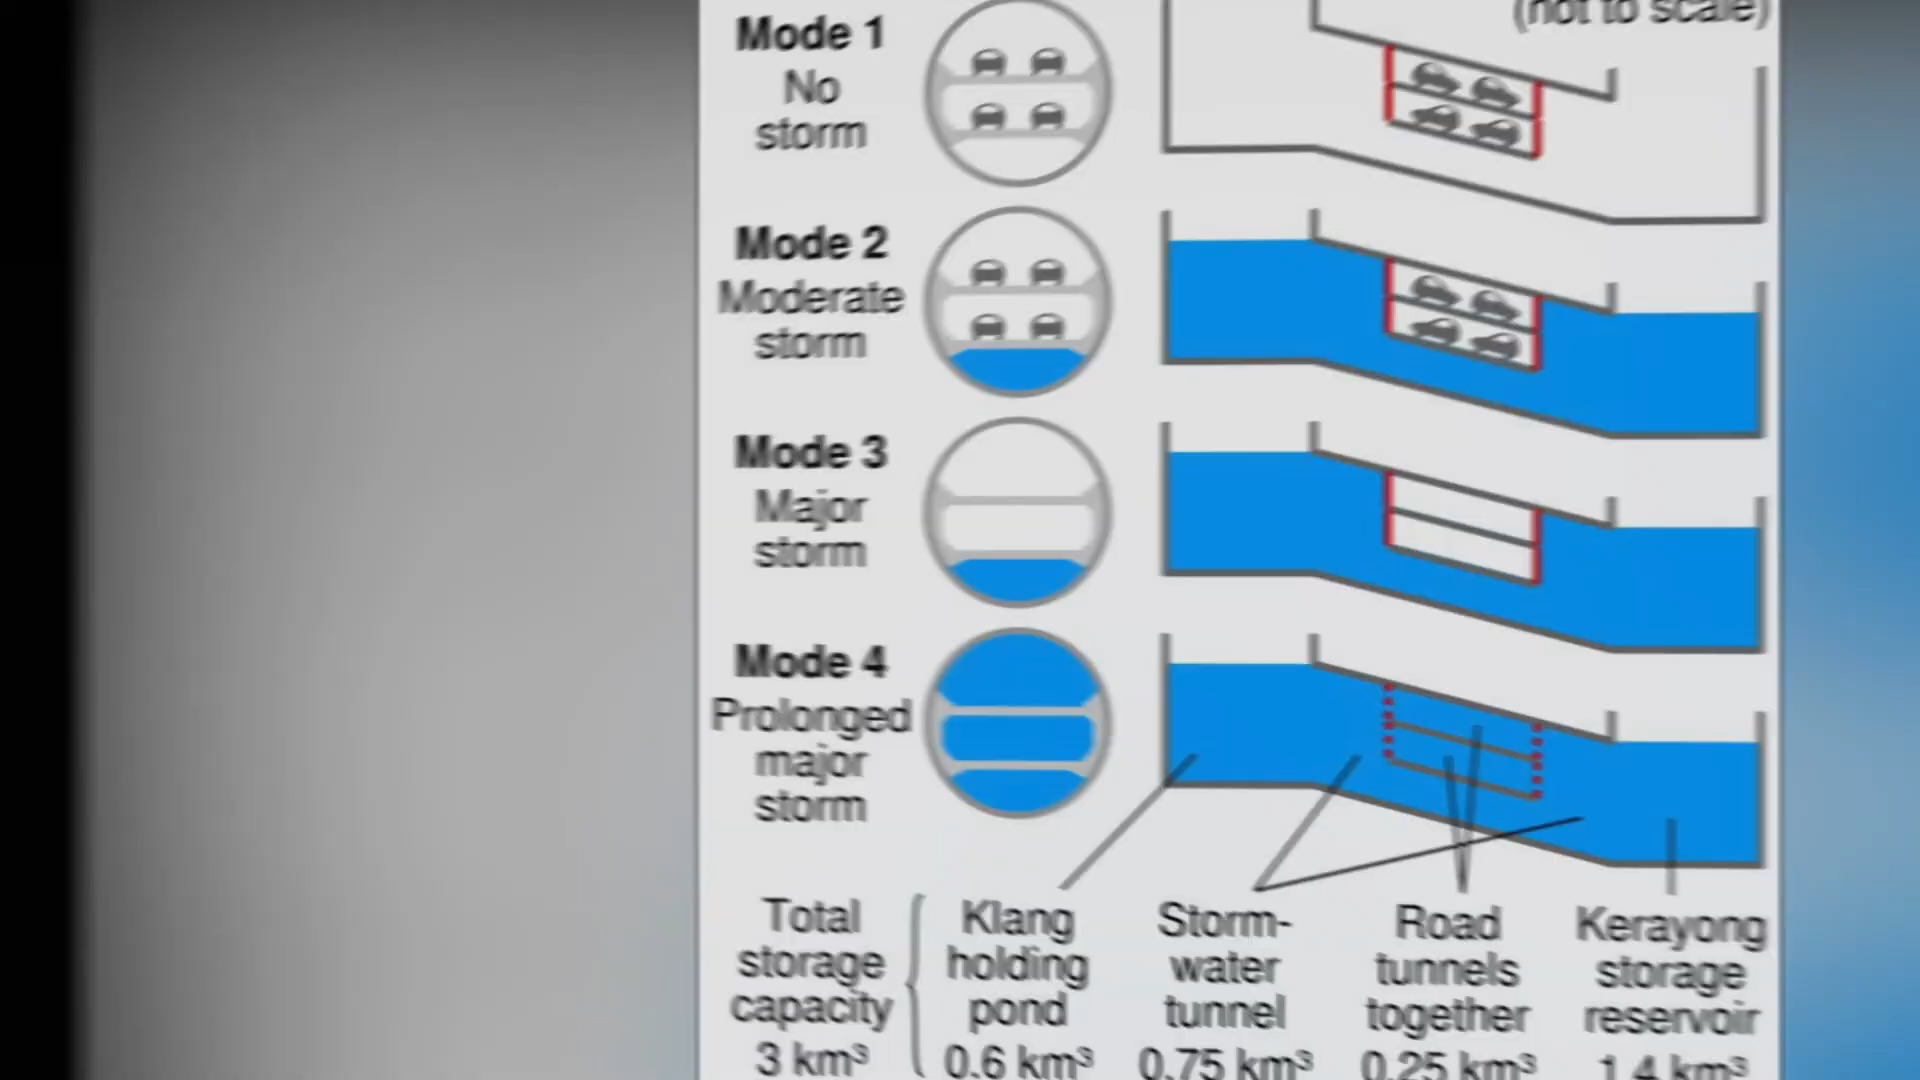 (not to scale)
Mode 1
No
storm
Mode 2
Moderate
storm
Mode 3
Major
storm
Mode 4
Prolonged
major
storm
Total
storage
capacity
3 km³
Klang
holding
pond
0.6 km³
Storm-
water
tunnel
0.75 km³
Road
tunnels
together
0.25 km³
Kerayong
storage
reservoir
1.4 km³